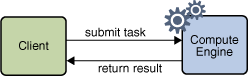 submit task
Client
Compute
Engine
return result